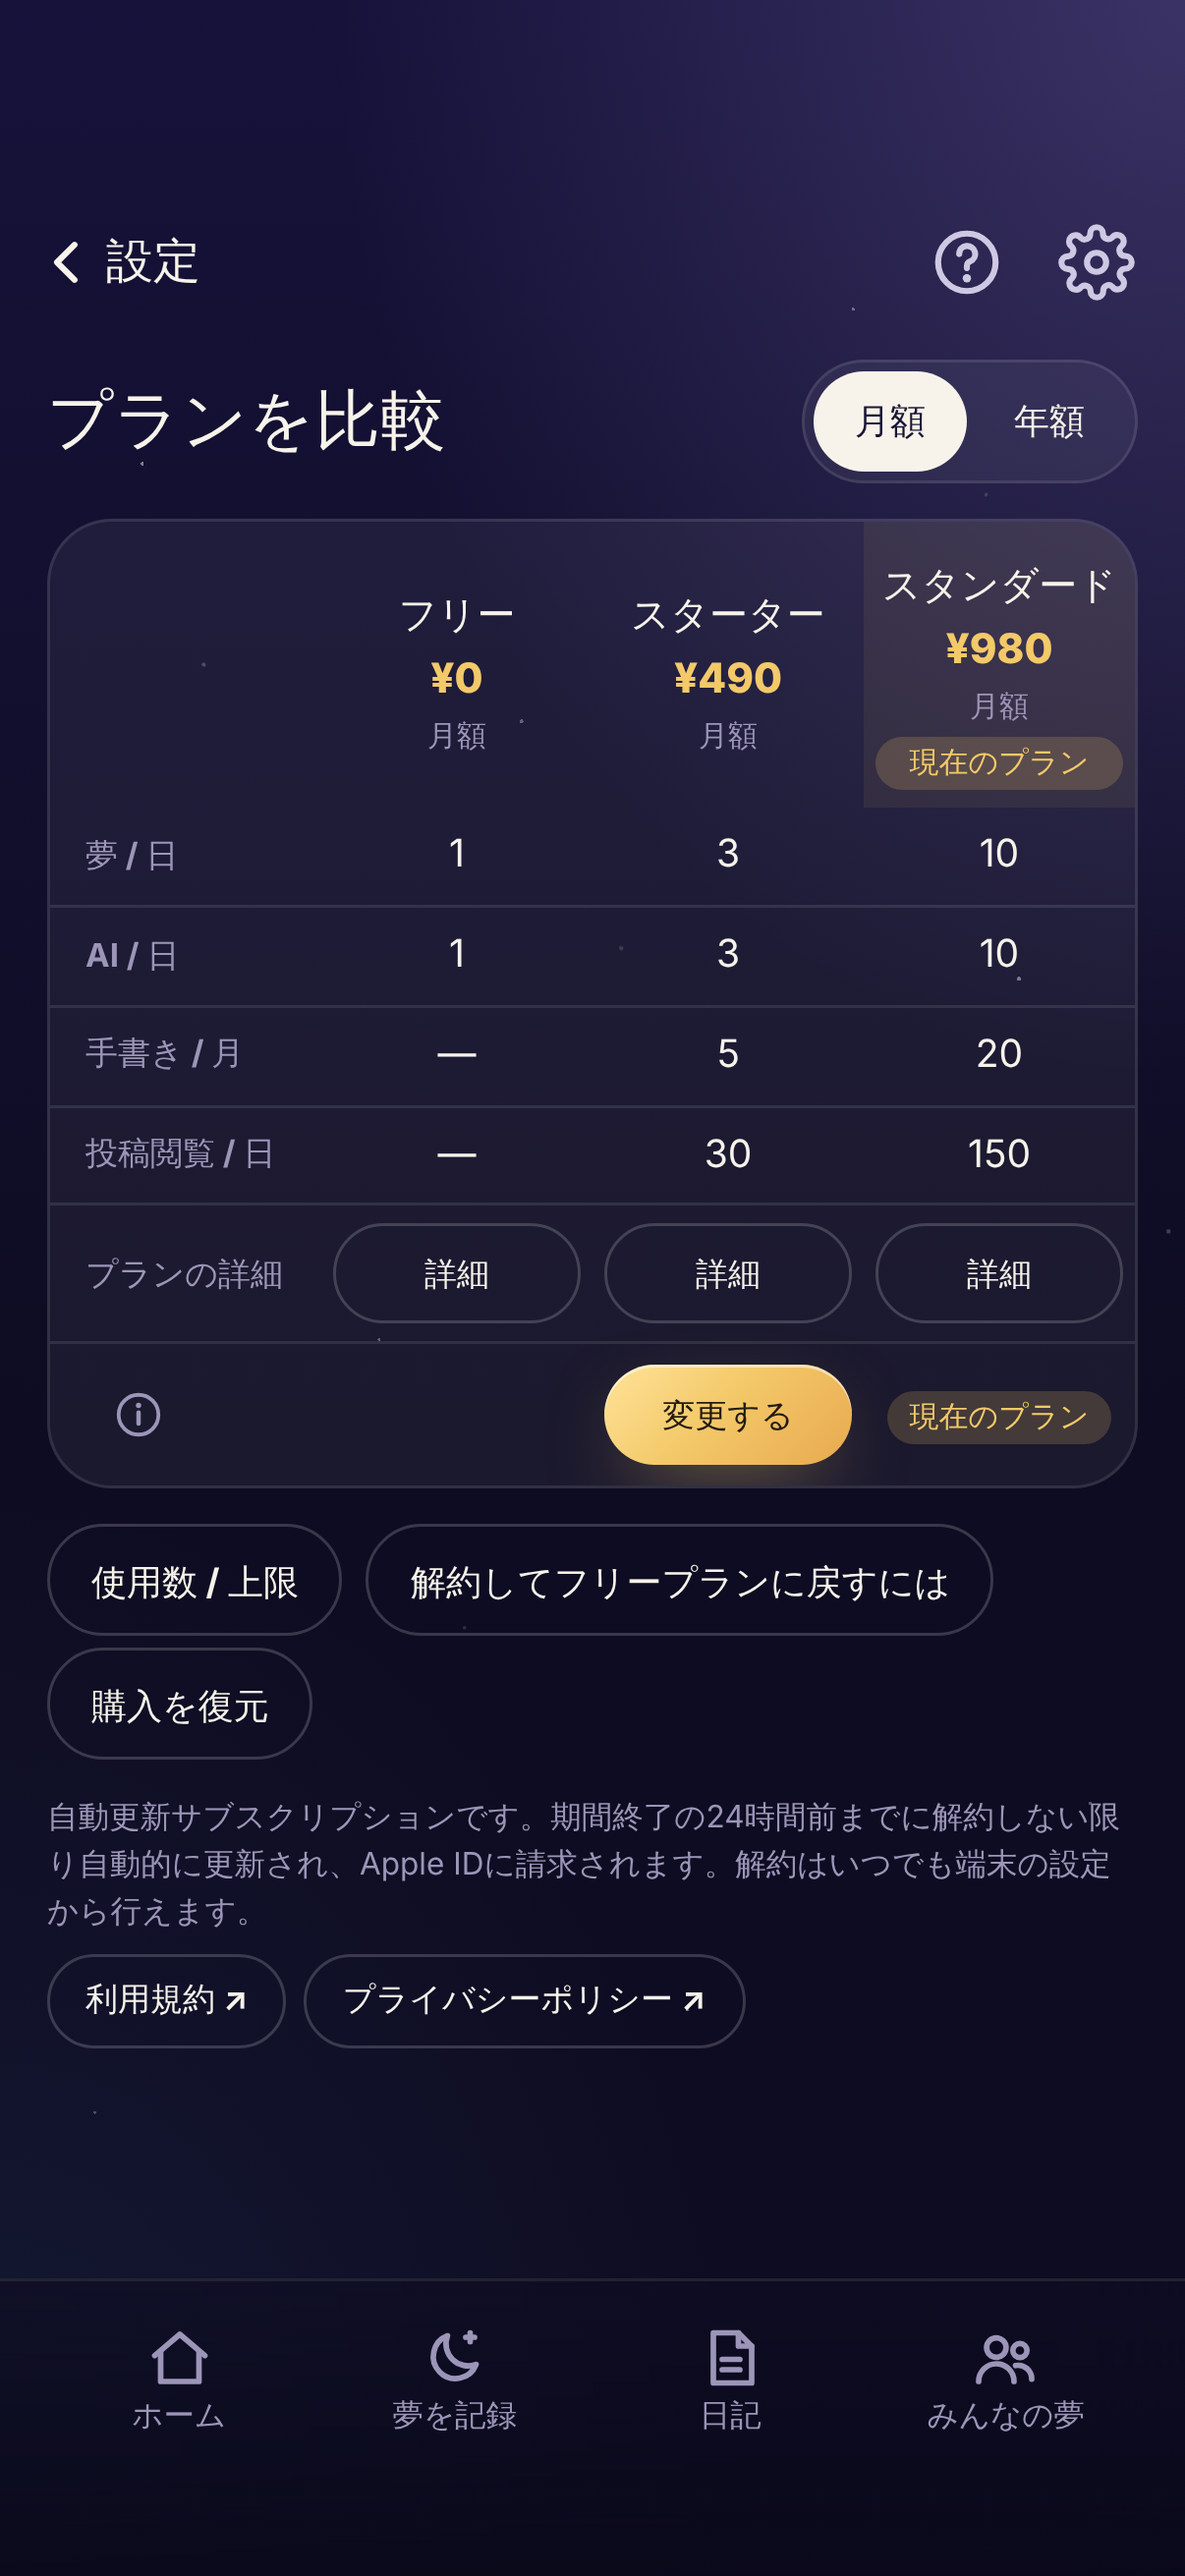 設定
プランを比較
月額 年額
フリー スターター スタンダード
¥0 ¥490 ¥980
月額 月額 月額
現在のプラン
夢 / 日 1 3 10
AI / 日 1 3 10
手書き / 月 — 5 20
投稿閲覧 / 日 — 30 150
プランの詳細 詳細 詳細 詳細
変更する 現在のプラン
使用数 / 上限 解約してフリープランに戻すには
購入を復元
自動更新サブスクリプションです。期間終了の24時間前までに解約しない限
り自動的に更新され、Apple IDに請求されます。解約はいつでも端末の設定
から行えます。
利用規約 プライバシーポリシー
ホーム 夢を記録 日記 みんなの夢